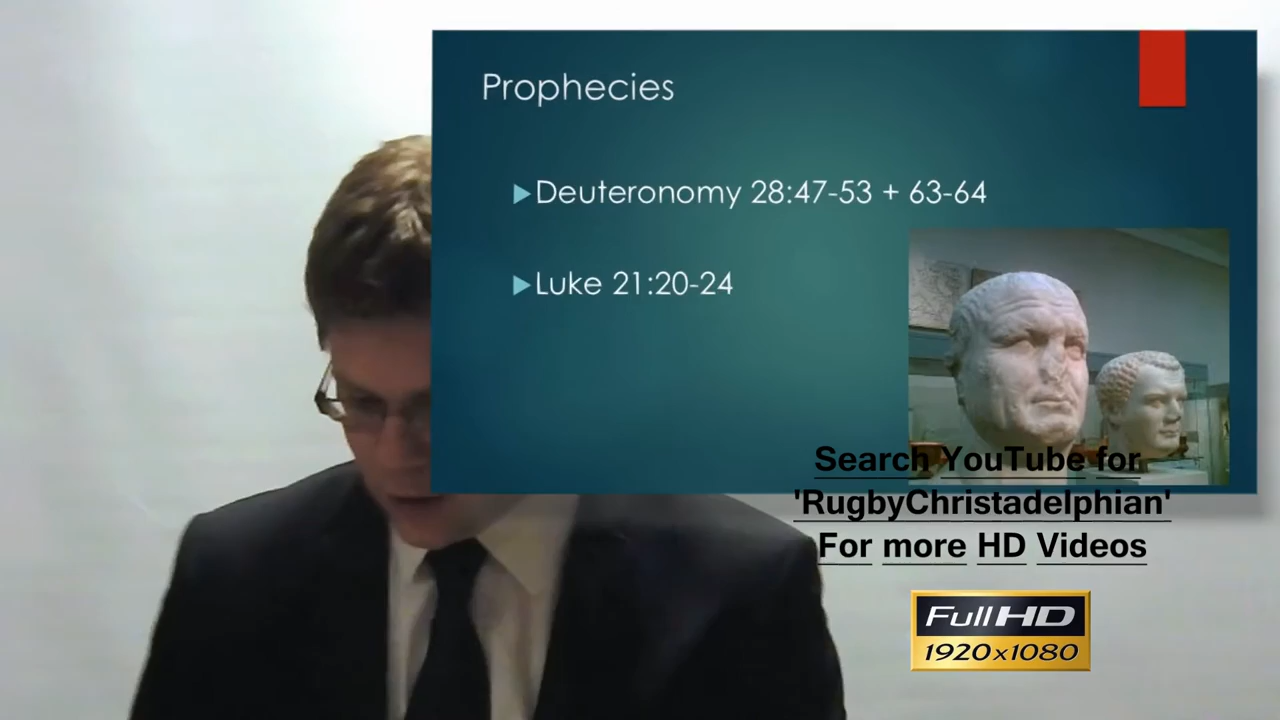 Prophecies
Deuteronomy 28:47-53 + 63-64
Luke 21:20-24
Search YouTube for
'RugbyChristadelphian'
For more HD Videos
Full HD
1920x1080